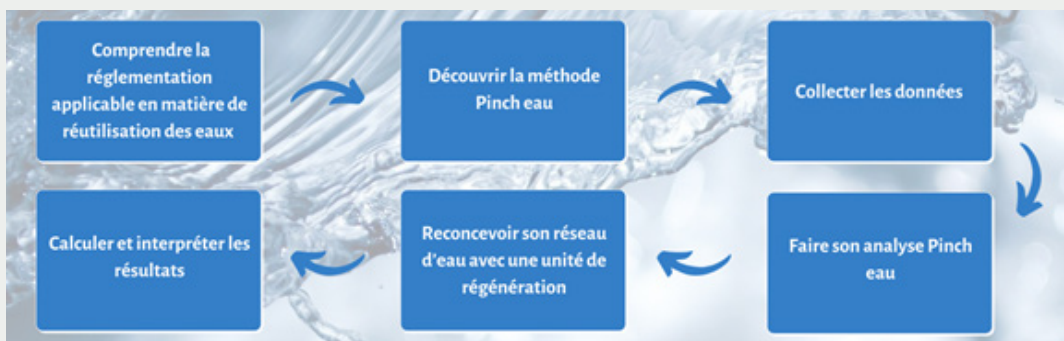 Comprendre la
réglementation
applicable en matière de
réutilisation des eaux
Découvrir la méthode
Pinch eau
Collecter les données
Faire son analyse Pinch
eau
Reconcevoir son réseau
d'eau avec une unité de
régénération
Calculer et interpréter les
résultats